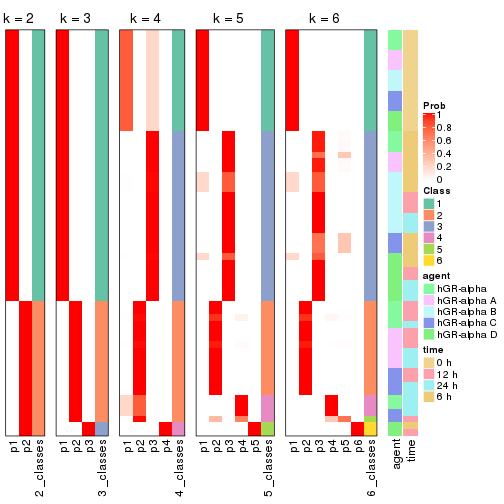 k = 2
k = 3
k = 4
k = 5
k = 6
Prob
1
0.8
0.6
0.4
0.2
0
Class
1
2
3
4
5
6
agent
hGR-alpha
hGR-alpha A
hGR-alpha B
hGR-alpha C
hGR-alpha D
time
0 h
12 h
24 h
6 h
p1
p2
2_classes
p1
p2
p3
3_classes
p1
p2
p3
p4
4_classes
p1
p2
p3
p4
p5
5_classes
p1
p2
p3
p4
p5
p6
6_classes
agent
time